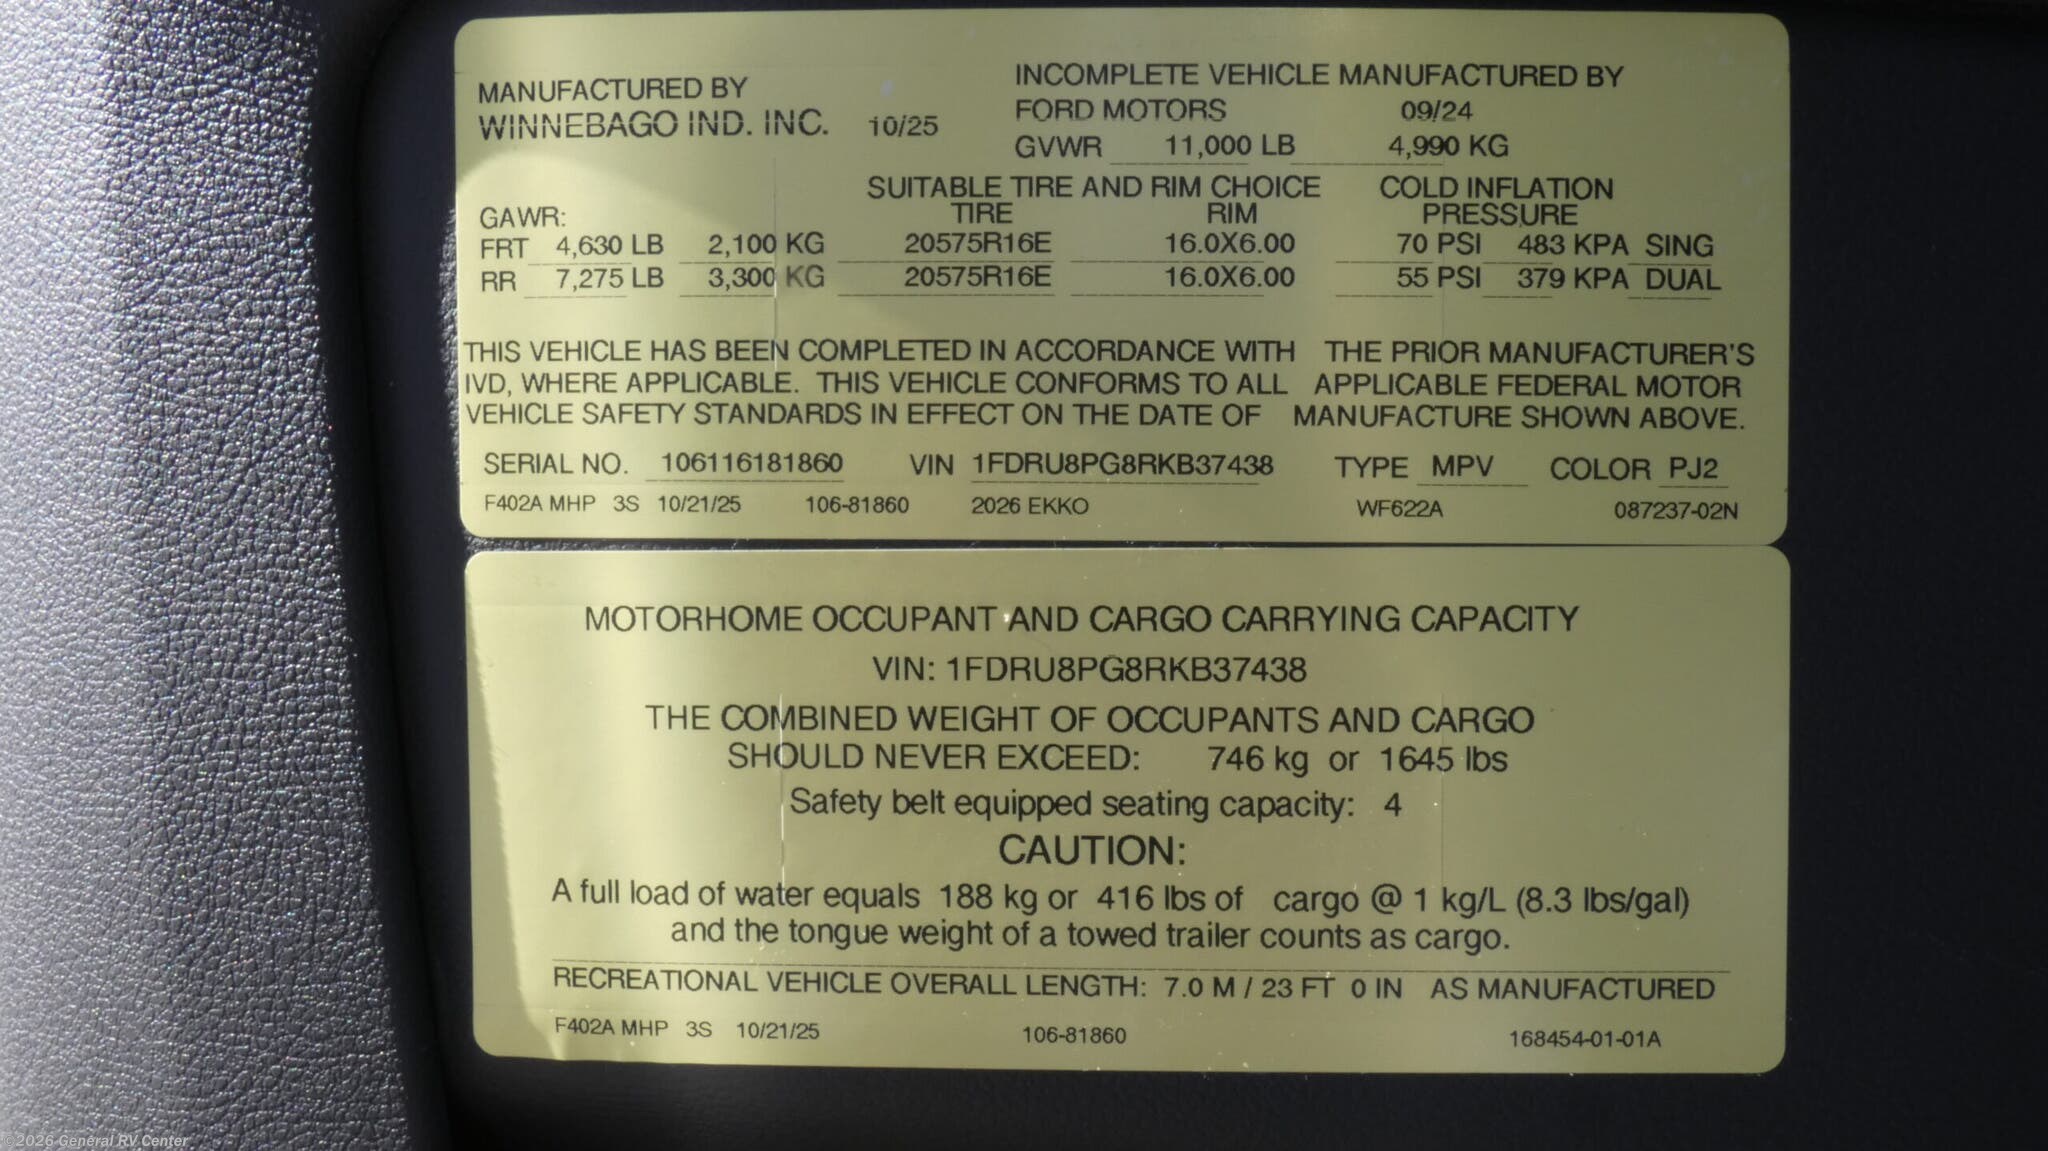 MANUFACTURED BY
WINNEBAGO IND. INC. 10/25
INCOMPLETE VEHICLE MANUFACTURED BY
FORD MOTORS 09/24
GVWR 11,000 LB 4,990 KG
SUITABLE TIRE AND RIM CHOICE COLD INFLATION
GAWR: TIRE RIM PRESSURE
FRT 4,630 LB 2,100 KG 20575R16E 16.0X6.00 70 PSI 483 KPA SING
RR 7,275 LB 3,300 KG 20575R16E 16.0X6.00 55 PSI 379 KPA DUAL
THIS VEHICLE HAS BEEN COMPLETED IN ACCORDANCE WITH THE PRIOR MANUFACTURER'S
IVD, WHERE APPLICABLE. THIS VEHICLE CONFORMS TO ALL APPLICABLE FEDERAL MOTOR
VEHICLE SAFETY STANDARDS IN EFFECT ON THE DATE OF MANUFACTURE SHOWN ABOVE.
SERIAL NO. 106116181860 VIN 1FDRU8PG8RKB37438 TYPE MPV COLOR PJ2
F402A MHP 3S 10/21/25 106-81860 2026 EKKO WF622A 087237-02N
MOTORHOME OCCUPANT AND CARGO CARRYING CAPACITY
VIN: 1FDRU8PG8RKB37438
THE COMBINED WEIGHT OF OCCUPANTS AND CARGO
SHOULD NEVER EXCEED: 746 kg or 1645 lbs
Safety belt equipped seating capacity: 4
CAUTION:
A full load of water equals 188 kg or 416 lbs of cargo @ 1 kg/L (8.3 lbs/gal)
and the tongue weight of a towed trailer counts as cargo.
RECREATIONAL VEHICLE OVERALL LENGTH: 7.0 M / 23 FT 0 IN AS MANUFACTURED
F402A MHP 3S 10/21/25 106-81860 168454-01-01A
©2026 General RV Center